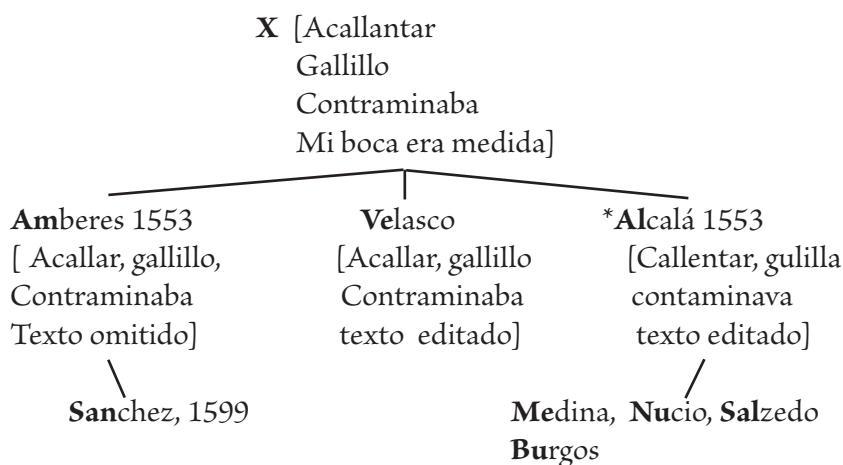 X [Acallantar
Gallillo
Contraminaba
Mi boca era medida]
Amberes 1553
[ Acallar, gallillo,
Contraminaba
Texto omitido]
Velasco
[Acallar, gallillo
Contraminaba
texto editado]
*Alcalá 1553
[Callentar, gulilla
contaminava
texto editado]
Sanchez, 1599
Medina, Nucio, Salzedo
Burgos